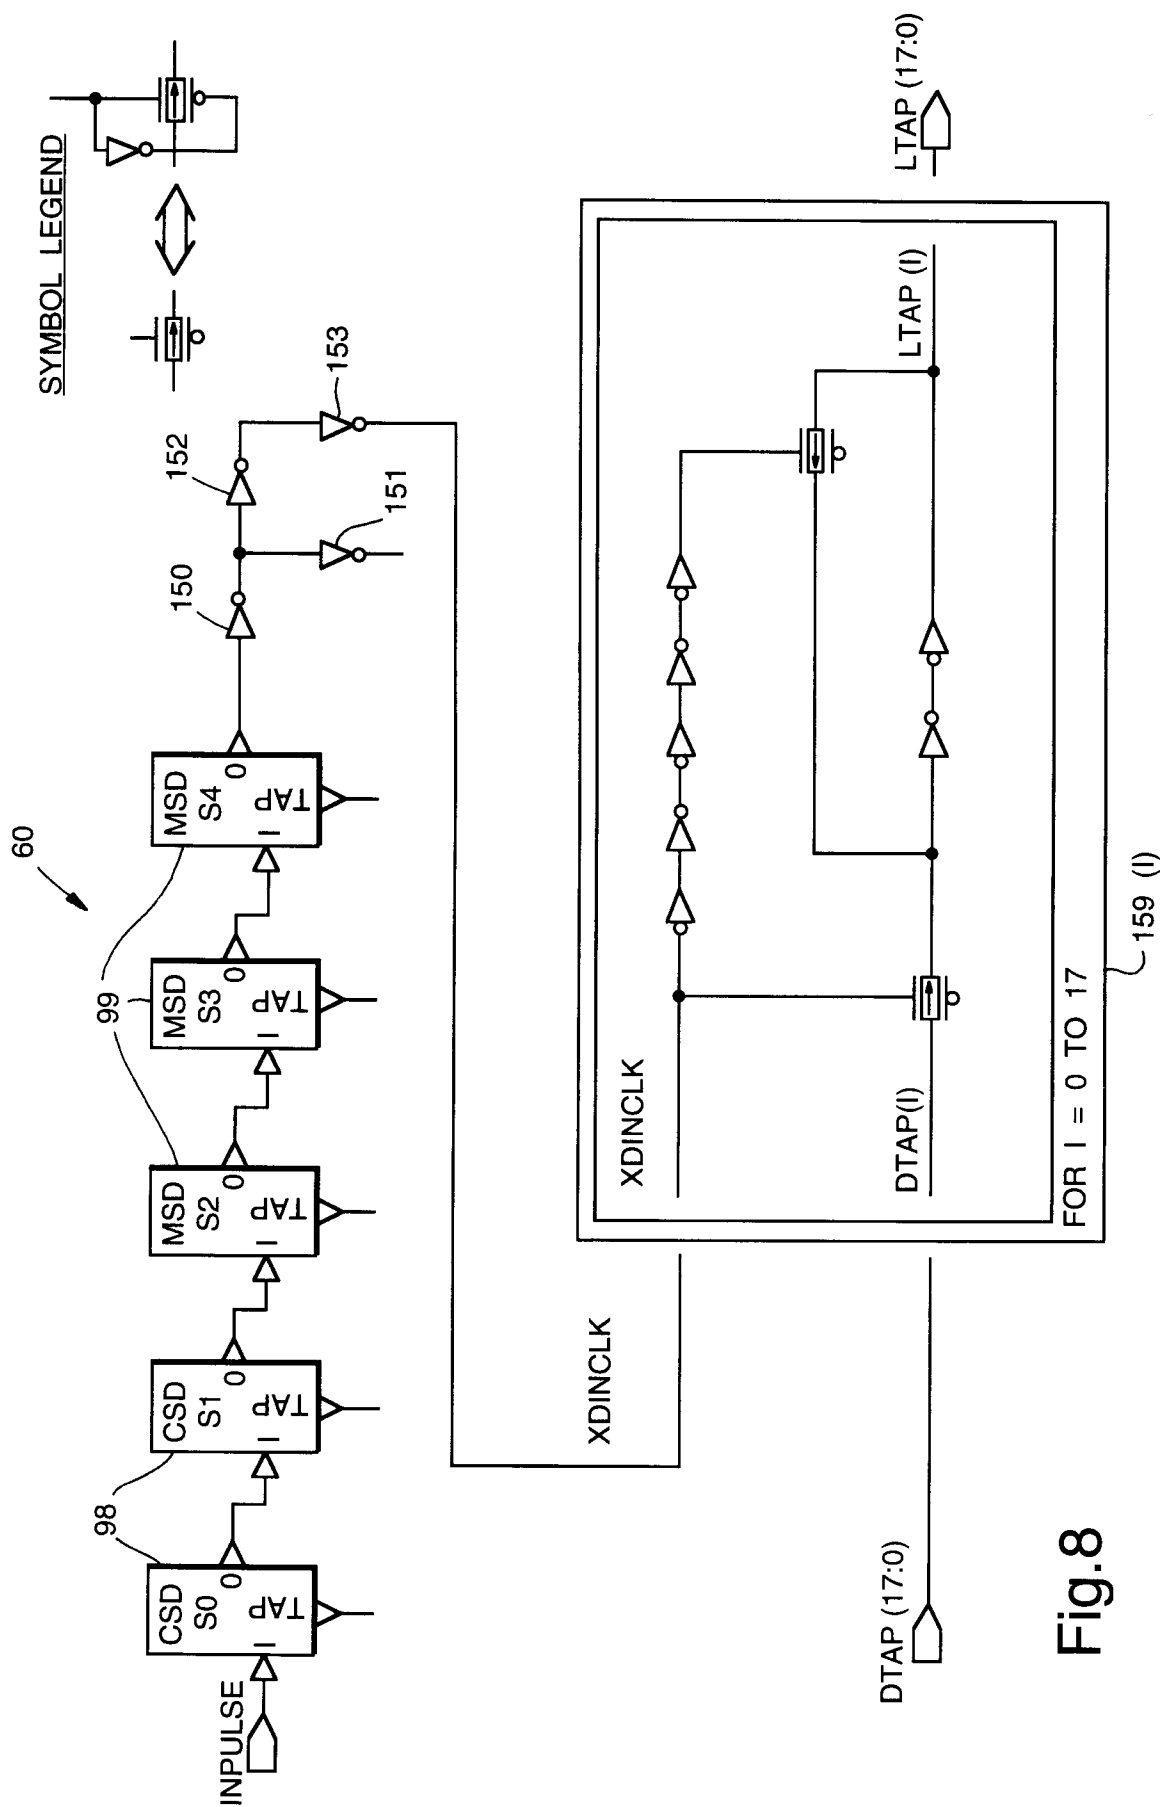 60
SYMBOL LEGEND
98
99
INPULSE
CSD
S0
I
0
TAP
CSD
S1
I
0
TAP
MSD
S2
I
0
TAP
MSD
S3
I
0
TAP
MSD
S4
I
0
TAP
150
152
151
153
XDINCLK
DTAP (17:0)
XDINCLK
DTAP(I)
LTAP (I)
FOR I = 0 TO 17
159 (I)
LTAP (17:0)
Fig.8